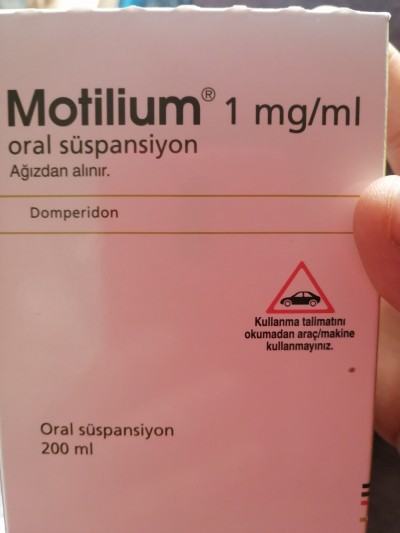 Motilium® 1 mg/ml
oral süspansiyon
Ağızdan alınır.
Domperidon
Kullanma talimatını
okumadan araç/makine
kullanmayınız.
Oral süspansiyon
200 ml